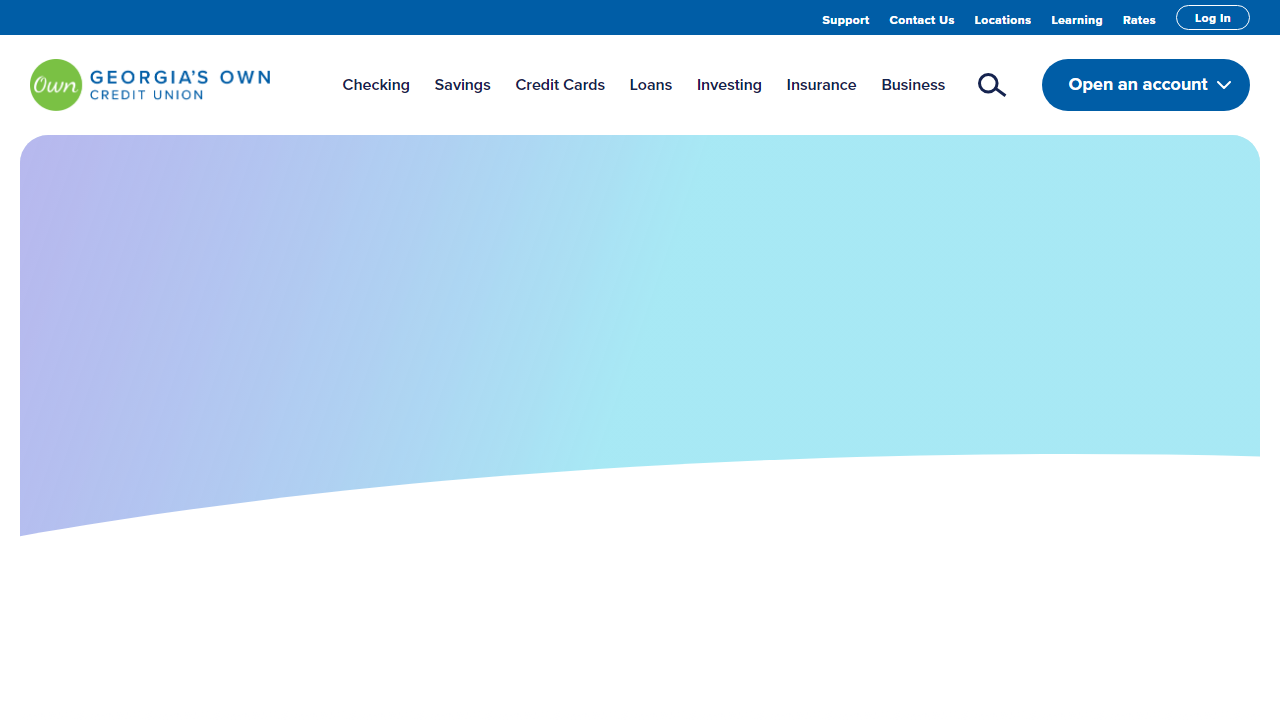 Support Contact Us Locations Learning Rates Log In
Own GEORGIA'S OWN
CREDIT UNION
Checking Savings Credit Cards Loans Investing Insurance Business Open an account